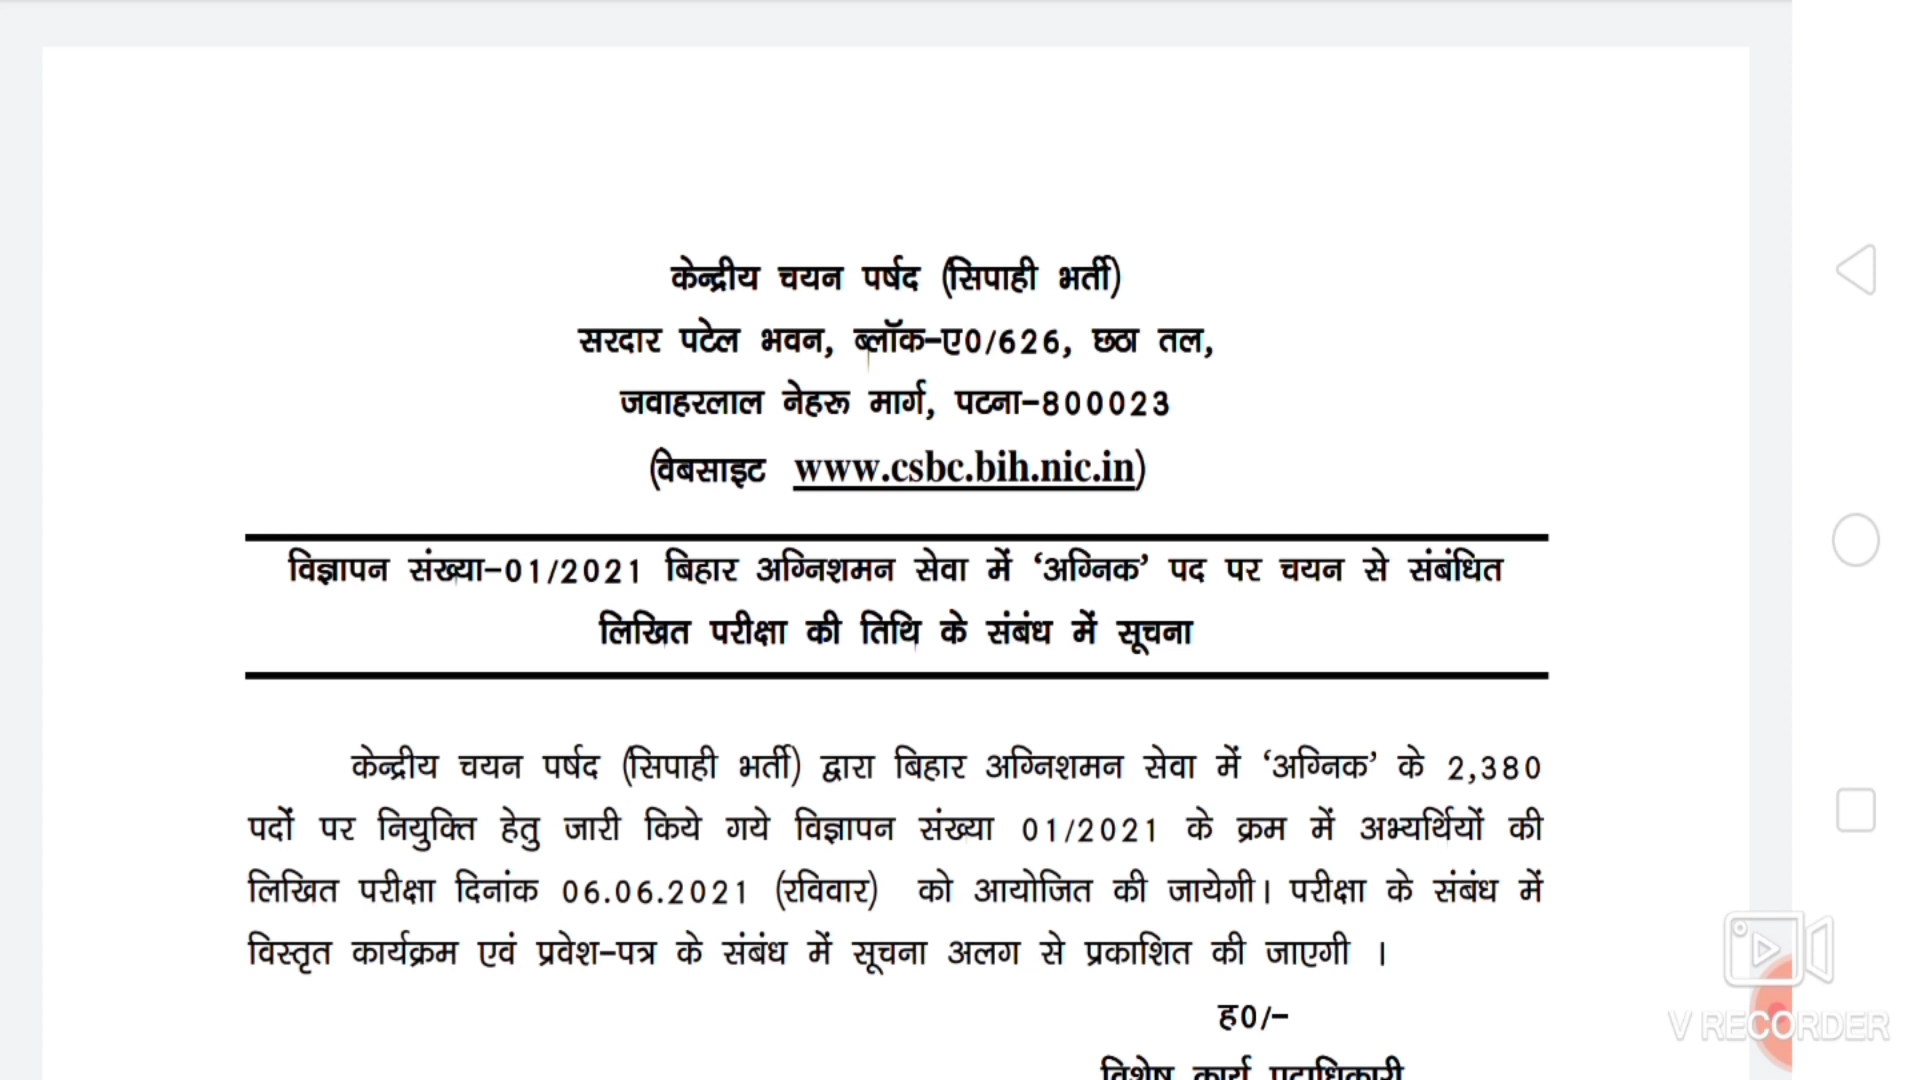 केन्द्रीय चयन पर्षद (सिपाही भर्ती)
सरदार पटेल भवन, ब्लॉक-ए0/626, छठा तल,
जवाहरलाल नेहरू मार्ग, पटना-800023
(वेबसाइट www.csbc.bih.nic.in)
विज्ञापन संख्या-01/2021 बिहार अग्निशमन सेवा में ‘अग्निक’ पद पर चयन से संबंधित
लिखित परीक्षा की तिथि के संबंध में सूचना
केन्द्रीय चयन पर्षद (सिपाही भर्ती) द्वारा बिहार अग्निशमन सेवा में ‘अग्निक’ के 2,380
पदों पर नियुक्ति हेतु जारी किये गये विज्ञापन संख्या 01/2021 के क्रम में अभ्यर्थियों की
लिखित परीक्षा दिनांक 06.06.2021 (रविवार) को आयोजित की जायेगी। परीक्षा के संबंध में
विस्तृत कार्यक्रम एवं प्रवेश-पत्र के संबंध में सूचना अलग से प्रकाशित की जाएगी ।
ह0/-
विशेष कार्य पदाधिकारी
V RECORDER